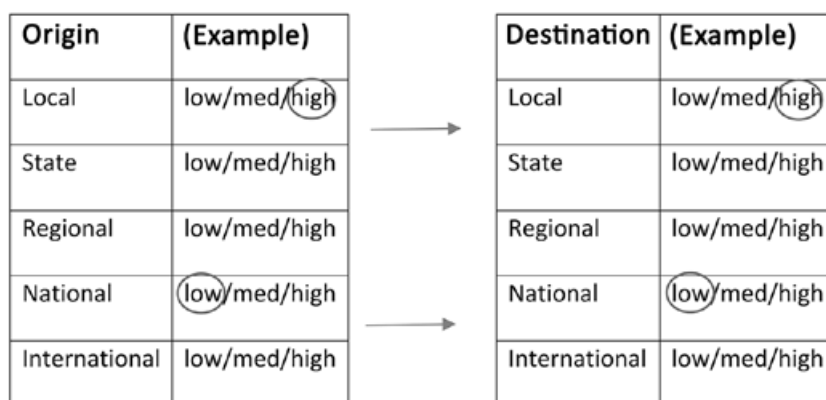 Origin (Example)
Local low/med/high
State low/med/high
Regional low/med/high
National low/med/high
International low/med/high
Destination (Example)
Local low/med/high
State low/med/high
Regional low/med/high
National low/med/high
International low/med/high